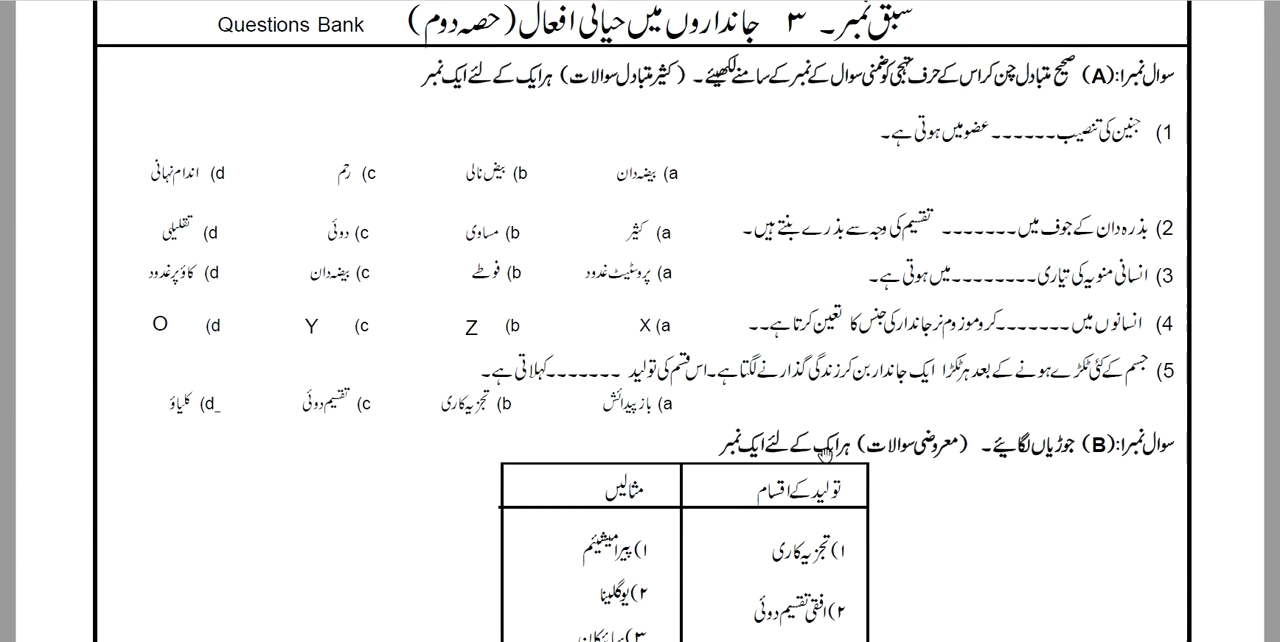 سبق نمبر۔ ۳ جانداروں میں حیاتی افعال (حصہ دوم) Questions Bank
سوال نمبر۱:(A) صحیح متبادل چن کر اس کے حرف تہجی کو ضمنی سوال کے نمبر کے سامنے لکھیئے۔ (کثیر متبادل سوالات) ہر ایک کے لئے ایک نمبر
1) جنین کی تنصیب۔۔۔۔۔۔ عضو میں ہوتی ہے۔
a) بیضہ دان b) بیض نالی c) رحم d) اندام نہانی
2) بذرہ دان کے جوف میں۔۔۔۔۔۔۔ تقسیم کی وجہ سے بذرے بنتے ہیں۔ a) کثیر b) مساوی c) دوئی d) تقلیلی
3) انسانی منویہ کی تیاری۔۔۔۔۔۔۔۔میں ہوتی ہے۔ a) پروسٹیٹ غدود b) فوطے c) بیضہ دان d) کاؤپر غدود
4) انسانوں میں ۔۔۔۔۔۔۔کروموزوم نر جاندار کی جنس کا تعین کرتا ہے۔۔ a) X b) Z c) Y d) O
5) جسم کے کئی ٹکڑے ہونے کے بعد ہر ٹکڑا ایک جاندار بن کر زندگی گذارنے لگتا ہے۔اس قسم کی تولید ۔۔۔۔۔۔۔کہلاتی ہے۔
a) باز پیدائش b) تجزیہ کاری c) تقسیم دوئی d)_ کلیاؤ
سوال نمبر۱:(B) جوڑیاں لگائیے۔ (معروضی سوالات) ہر ایک کے لئے ایک نمبر
تولید کے اقسام مثالیں
۱) تجزیہ کاری ۱) پیرامیشیئم
۲) یوگلینا
۲) افقی تقسیم دوئی